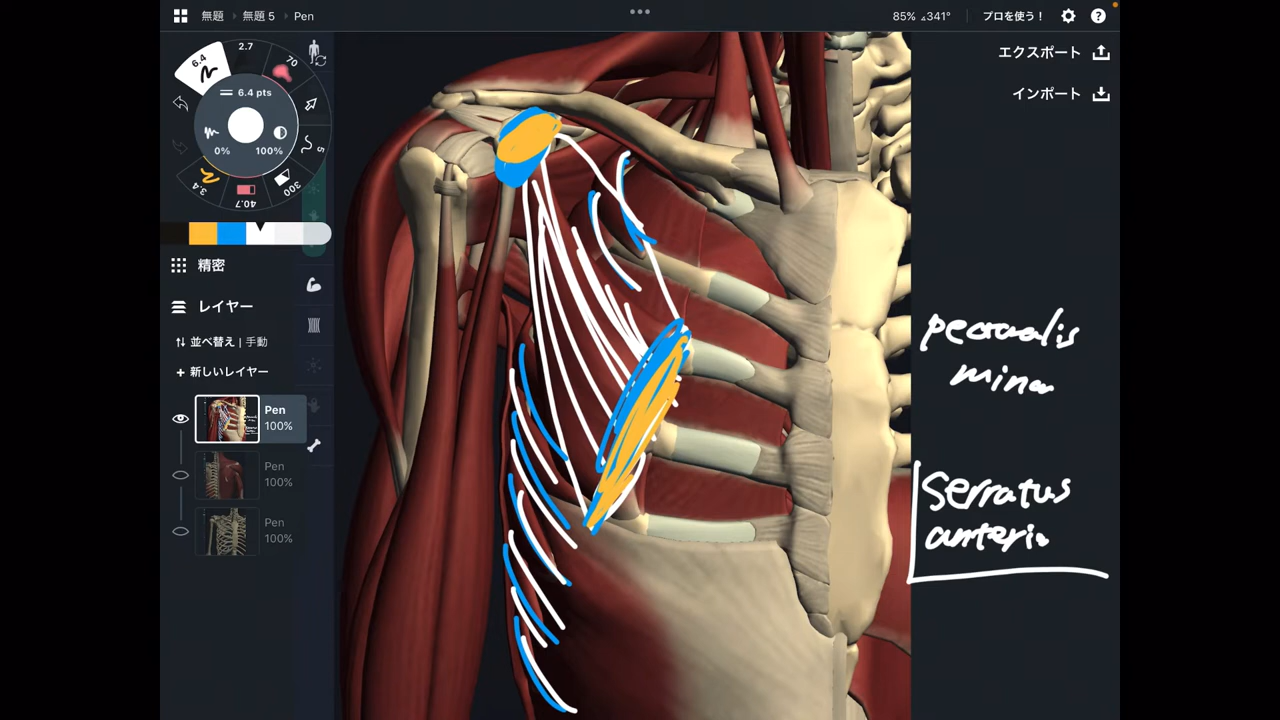 無題 › 無題 5 › Pen
85% ⊿341°
プロを使う！
エクスポート
インポート
2.7
6.4
70
6.4 pts
0%
100%
5
300
40.7
3.4
精密
レイヤー
並べ替え | 手動
+ 新しいレイヤー
Pen
100%
Pen
100%
Pen
100%
pectoralis
minor
Serratus
anterior